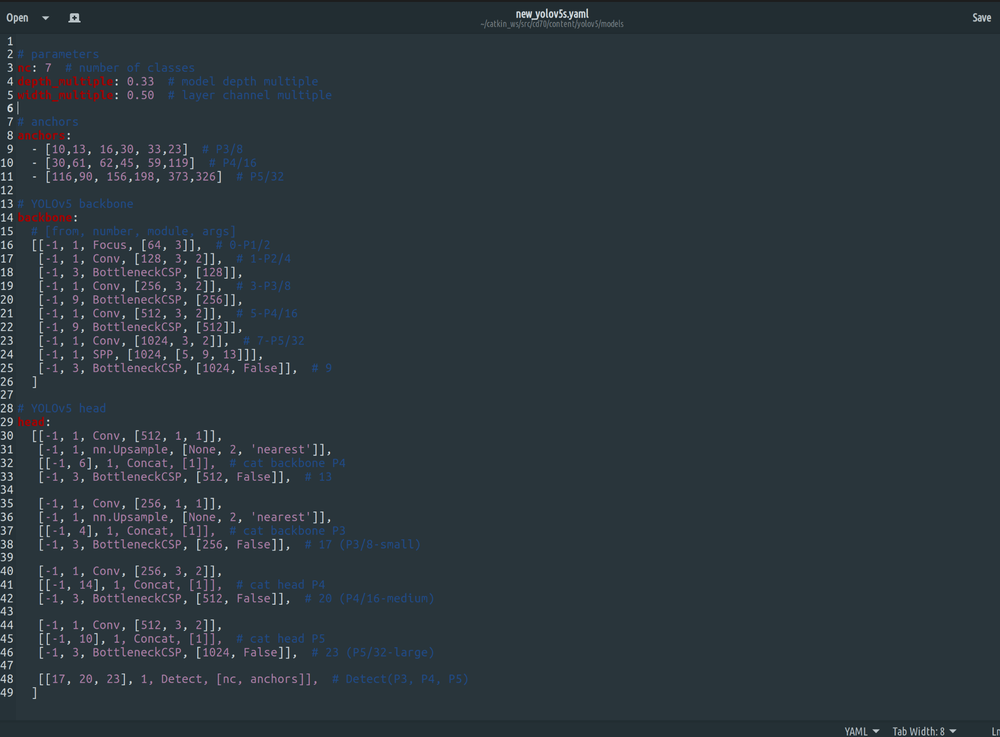 Open
new_yolov5s.yaml
~/catkin_ws/src/cd70/content/yolov5/models
Save
1
2 # parameters
3 nc: 7  # number of classes
4 depth_multiple: 0.33  # model depth multiple
5 width_multiple: 0.50  # layer channel multiple
6
7 # anchors
8 anchors:
9   - [10,13, 16,30, 33,23]  # P3/8
10   - [30,61, 62,45, 59,119]  # P4/16
11   - [116,90, 156,198, 373,326]  # P5/32
12
13 # YOLOv5 backbone
14 backbone:
15   # [from, number, module, args]
16   [[-1, 1, Focus, [64, 3]],  # 0-P1/2
17    [-1, 1, Conv, [128, 3, 2]],  # 1-P2/4
18    [-1, 3, BottleneckCSP, [128]],
19    [-1, 1, Conv, [256, 3, 2]],  # 3-P3/8
20    [-1, 9, BottleneckCSP, [256]],
21    [-1, 1, Conv, [512, 3, 2]],  # 5-P4/16
22    [-1, 9, BottleneckCSP, [512]],
23    [-1, 1, Conv, [1024, 3, 2]],  # 7-P5/32
24    [-1, 1, SPP, [1024, [5, 9, 13]]],
25    [-1, 3, BottleneckCSP, [1024, False]],  # 9
26   ]
27
28 # YOLOv5 head
29 head:
30   [[-1, 1, Conv, [512, 1, 1]],
31    [-1, 1, nn.Upsample, [None, 2, 'nearest']],
32    [[-1, 6], 1, Concat, [1]],  # cat backbone P4
33    [-1, 3, BottleneckCSP, [512, False]],  # 13
34
35    [-1, 1, Conv, [256, 1, 1]],
36    [-1, 1, nn.Upsample, [None, 2, 'nearest']],
37    [[-1, 4], 1, Concat, [1]],  # cat backbone P3
38    [-1, 3, BottleneckCSP, [256, False]],  # 17 (P3/8-small)
39
40    [-1, 1, Conv, [256, 3, 2]],
41    [[-1, 14], 1, Concat, [1]],  # cat head P4
42    [-1, 3, BottleneckCSP, [512, False]],  # 20 (P4/16-medium)
43
44    [-1, 1, Conv, [512, 3, 2]],
45    [[-1, 10], 1, Concat, [1]],  # cat head P5
46    [-1, 3, BottleneckCSP, [1024, False]],  # 23 (P5/32-large)
47
48    [[17, 20, 23], 1, Detect, [nc, anchors]],  # Detect(P3, P4, P5)
49   ]
YAML Tab Width: 8